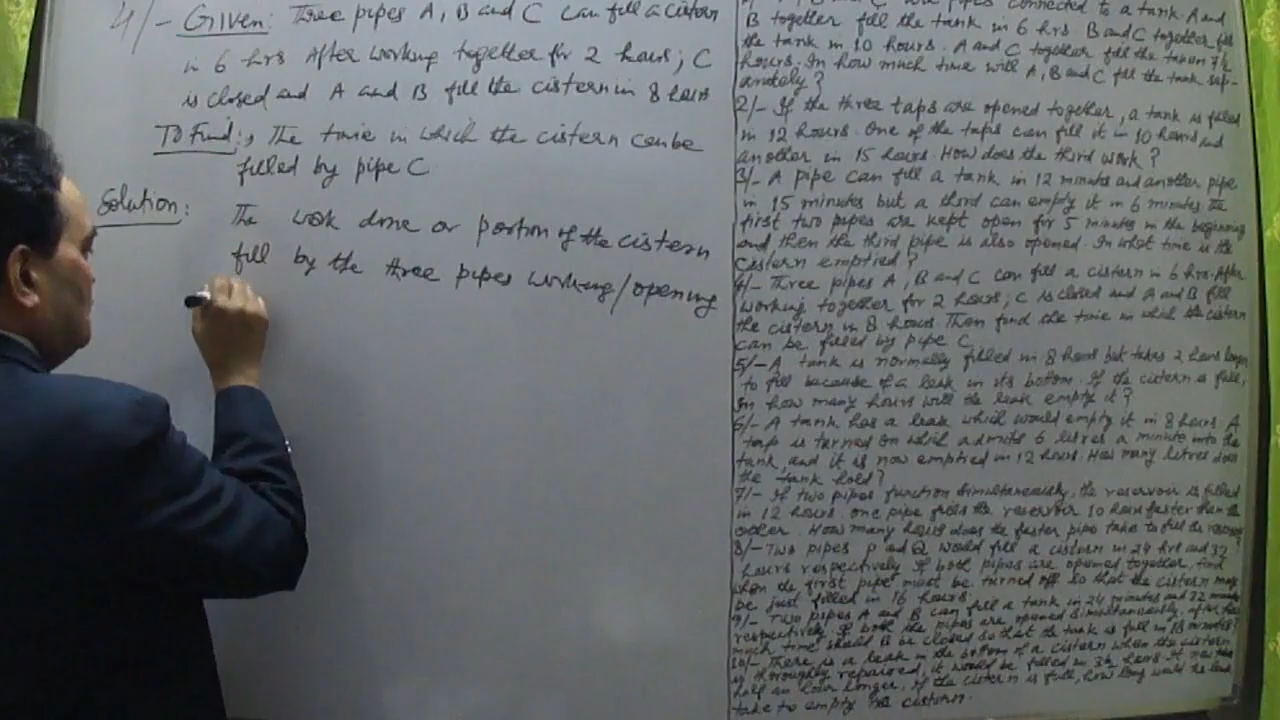 4/- Given: Three pipes A, B and C can fill a cistern
in 6 hrs After working together for 2 hours; C
is closed and A and B fill the cistern in 8 hours
To Find:, The time in which the cistern can be
filled by pipe C
Solution: The work done or portion of the cistern
fill by the three pipes working/opening
pipes connected to a tank. A and
B together fill the tank in 6 hrs B and C together fill
the tank in 10 hours. A and C together fill the tank in 7½
hours. In how much time will A, B and C fill the tank sep-
arately?
2/- If the three taps are opened together, a tank is filled
in 12 hours. One of the taps can fill it in 10 hours and
another in 15 hours. How does the third work?
3/- A pipe can fill a tank in 12 minutes and another pipe
in 15 minutes but a third can empty it in 6 minutes the
first two pipes are kept open for 5 minutes in the beginning
and then the third pipe is also opened. In what time is the
cistern emptied?
4/- Three pipes A, B and C can fill a cistern in 6 hrs. After
working together for 2 hours; C is closed and A and B fill
the cistern in 8 hours Then find the time in which the cistern
can be filled by pipe C
5/- A tank is normally filled in 8 hours but takes 2 hours longer
to fill because of a leak in its bottom. If the cistern is full,
In how many hours will the leak empty it?
6/- A tank has a leak which would empty it in 8 hours. A
tap is turned on which admits 6 litres a minute into the
tank, and it is now emptied in 12 hours. How many litres does
the tank hold?
7/- If two pipes function simultaneously, the reservoir is filled
in 12 hours. one pipe fills the reservoir 10 hours faster than the
other. How many hours does the faster pipe take to fill the reservoir
8/- Two pipes P and Q would fill a cistern in 24 hrs and 32
hours respectively If both pipes are opened together, find
when the first pipe must be turned off so that the cistern may
be just filled in 16 hours.
9/- Two pipes A and B can fill a tank in 24 minutes and 32 minutes
respectively. If both the pipes are opened simultaneously, after how
much time should B be closed so that the tank is full in 18 minutes?
10/- There is a leak in the bottom of a cistern when the cistern
is thoroughly repaired, it would be filled in 3½ hours. It now takes
half an hour longer. If the cistern is full, how long would the leak
take to empty the cistern.